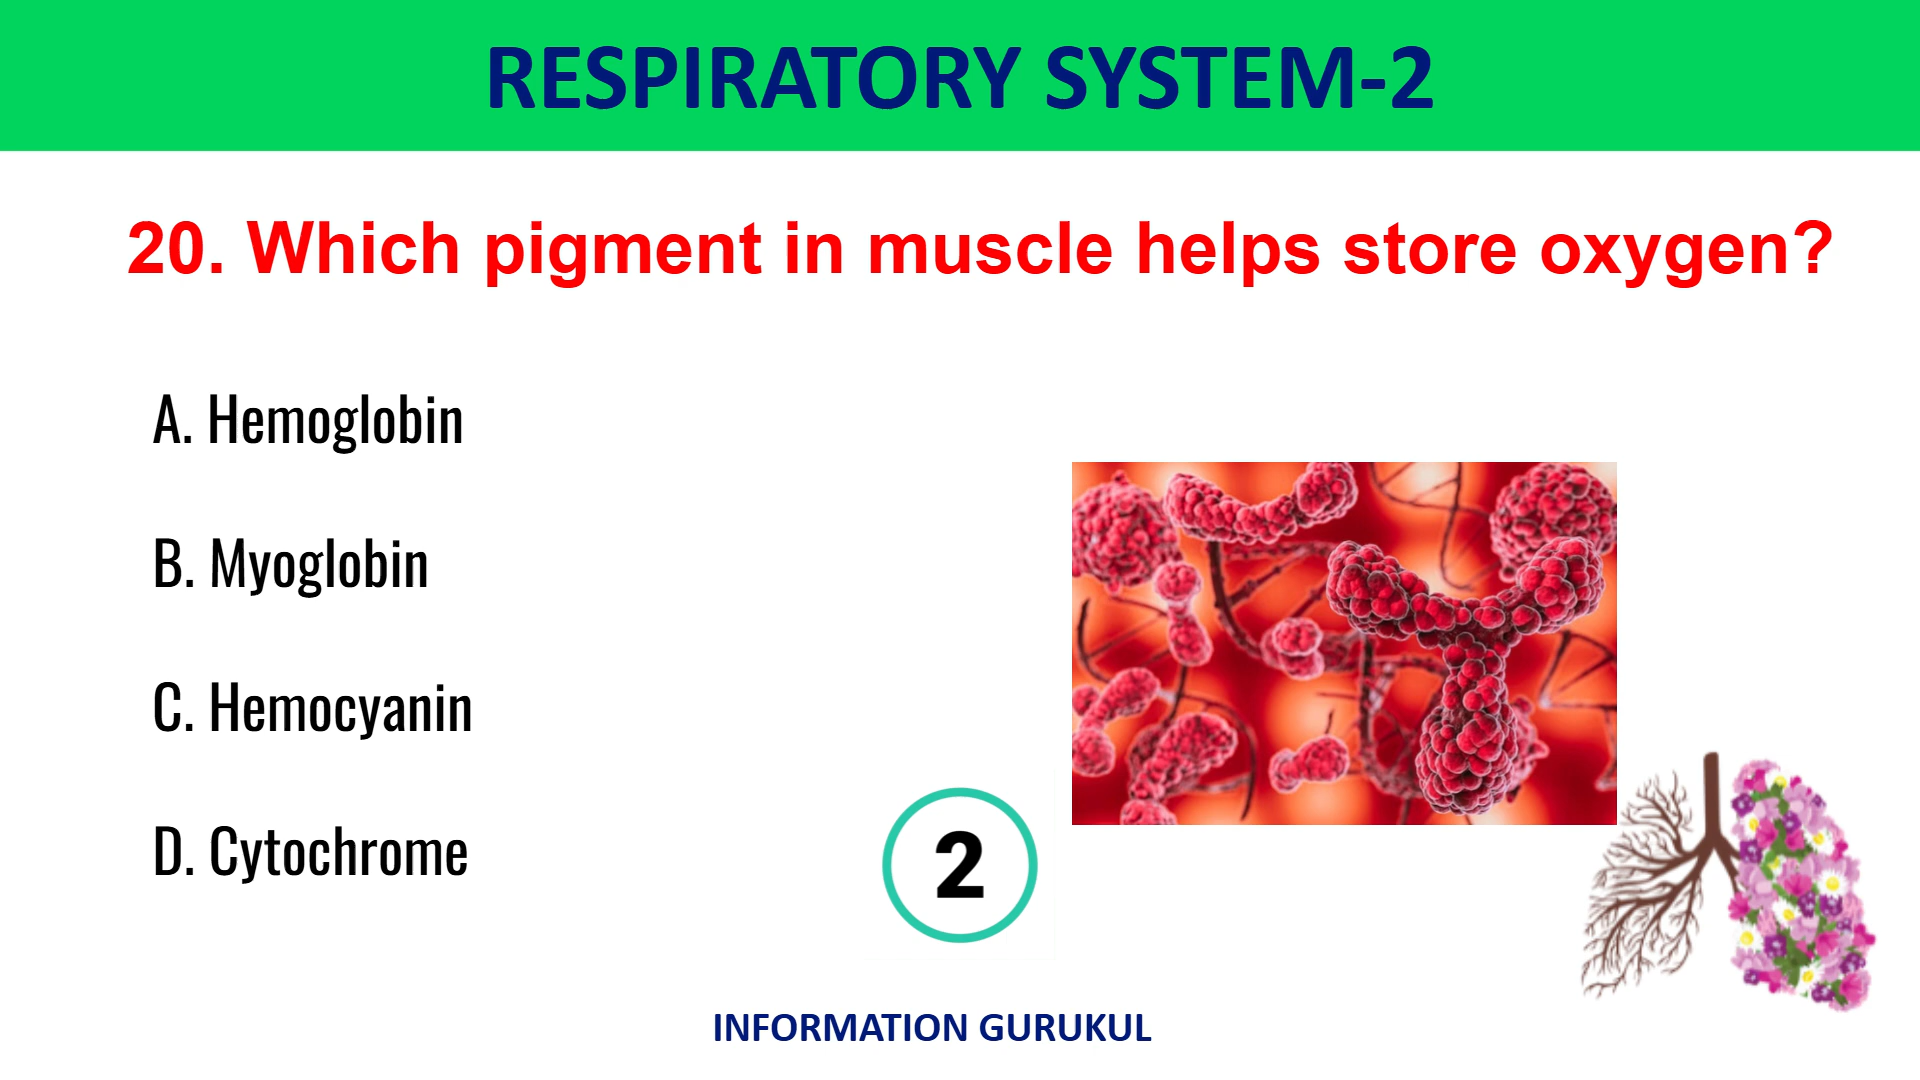 RESPIRATORY SYSTEM-2
20. Which pigment in muscle helps store oxygen?
A. Hemoglobin
B. Myoglobin
C. Hemocyanin
D. Cytochrome
2
INFORMATION GURUKUL